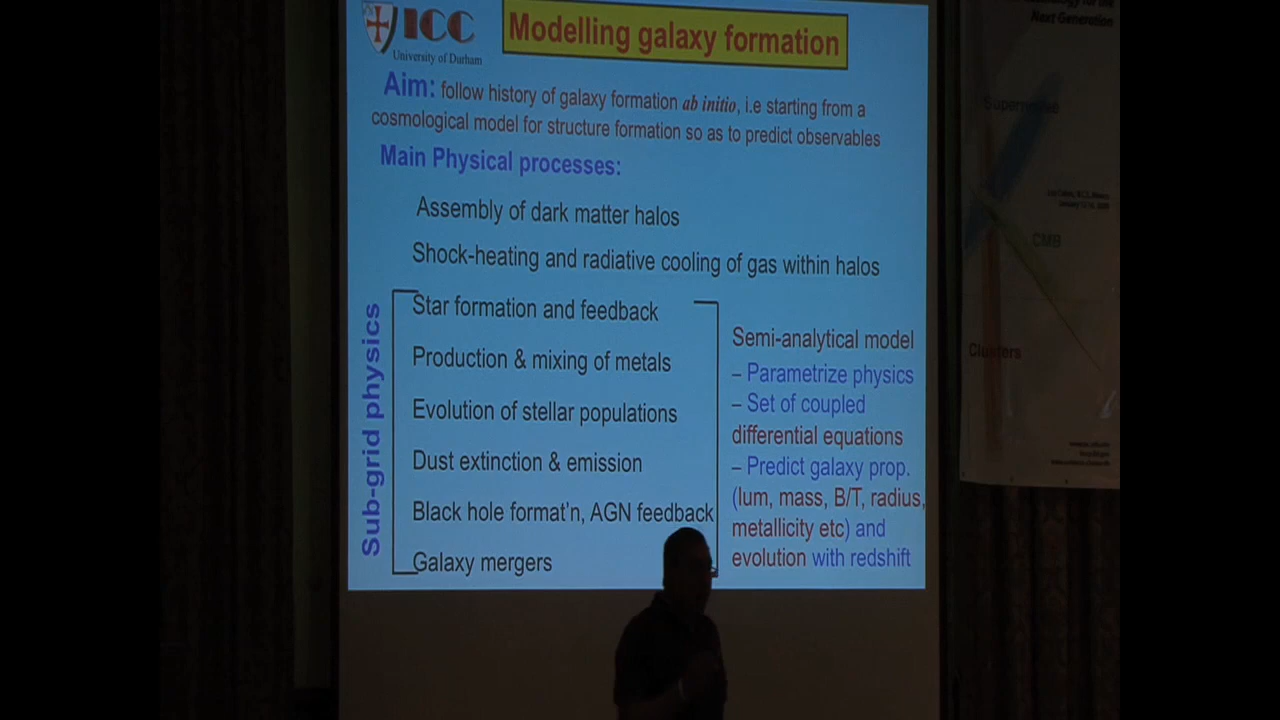 ICC
University of Durham
Modelling galaxy formation
Aim: follow history of galaxy formation ab initio, i.e starting from a
cosmological model for structure formation so as to predict observables
Main Physical processes:
Assembly of dark matter halos
Shock-heating and radiative cooling of gas within halos
Sub-grid physics
Star formation and feedback
Production & mixing of metals
Evolution of stellar populations
Dust extinction & emission
Black hole format'n, AGN feedback
Galaxy mergers
Semi-analytical model
– Parametrize physics
– Set of coupled
differential equations
– Predict galaxy prop.
(lum, mass, B/T, radius,
metallicity etc) and
evolution with redshift
Next Generation
Supernovae
CMB
Clusters